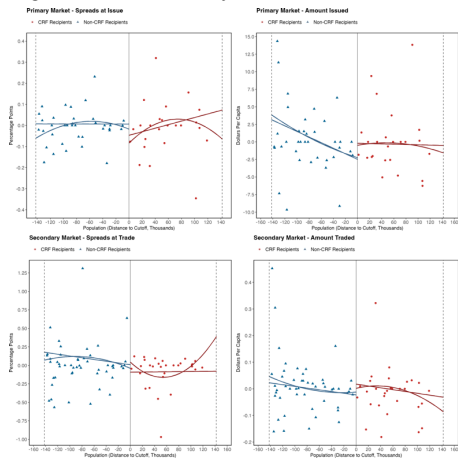 Primary Market - Spreads at Issue
CRF Recipients Non-CRF Recipients
Percentage Points
0.4
0.3
0.2
0.1
0.0
-0.1
-0.2
-0.3
-0.4
-140 -120 -100 -80 -60 -40 -20 0 20 40 60 80 100 120 140 160
Population (Distance to Cutoff, Thousands)
Primary Market - Amount Issued
CRF Recipients Non-CRF Recipients
Dollars Per Capita
15.0
12.5
10.0
7.5
5.0
2.5
0.0
-2.5
-5.0
-7.5
-10.0
-140 -120 -100 -80 -60 -40 -20 0 20 40 60 80 100 120 140 160
Population (Distance to Cutoff, Thousands)
Secondary Market - Spreads at Trade
CRF Recipients Non-CRF Recipients
Percentage Points
1.25
1.00
0.75
0.50
0.25
0.00
-0.25
-0.50
-0.75
-1.00
-160 -140 -120 -100 -80 -60 -40 -20 0 20 40 60 80 100 120 140 160
Population (Distance to Cutoff, Thousands)
Secondary Market - Amount Traded
CRF Recipients Non-CRF Recipients
Dollars Per Capita
0.4
0.3
0.2
0.1
0.0
-0.1
-0.2
-160 -140 -120 -100 -80 -60 -40 -20 0 20 40 60 80 100 120 140 160
Population (Distance to Cutoff, Thousands)